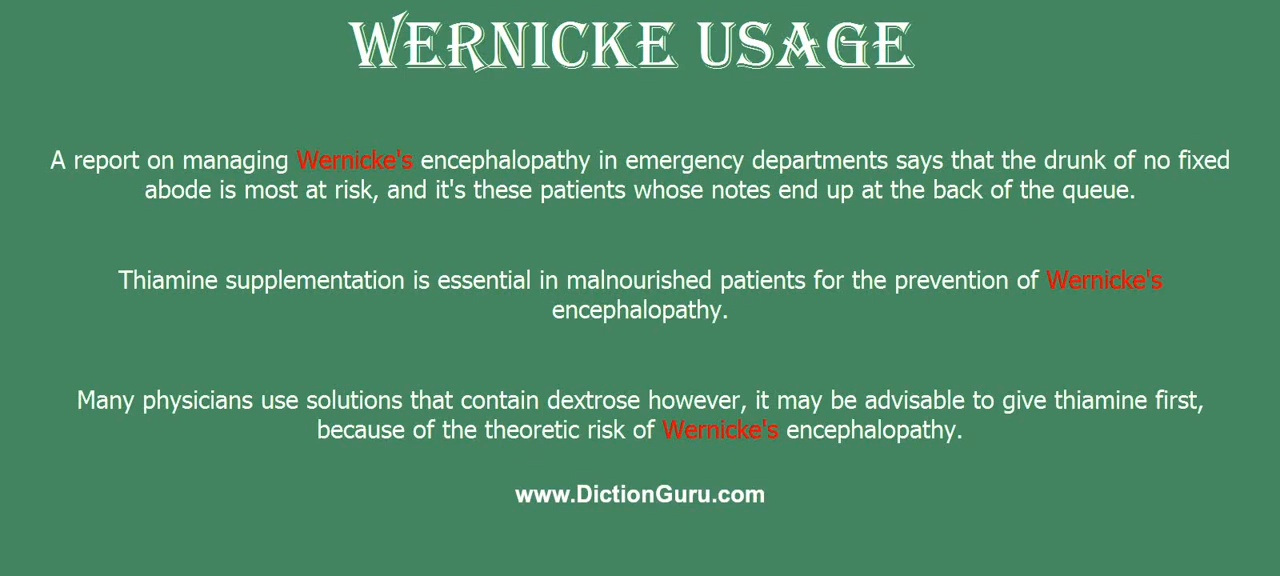 WERNICKE USAGE
A report on managing Wernicke's encephalopathy in emergency departments says that the drunk of no fixed
abode is most at risk, and it's these patients whose notes end up at the back of the queue.
Thiamine supplementation is essential in malnourished patients for the prevention of Wernicke's
encephalopathy.
Many physicians use solutions that contain dextrose however, it may be advisable to give thiamine first,
because of the theoretic risk of Wernicke's encephalopathy.
www.DictionGuru.com